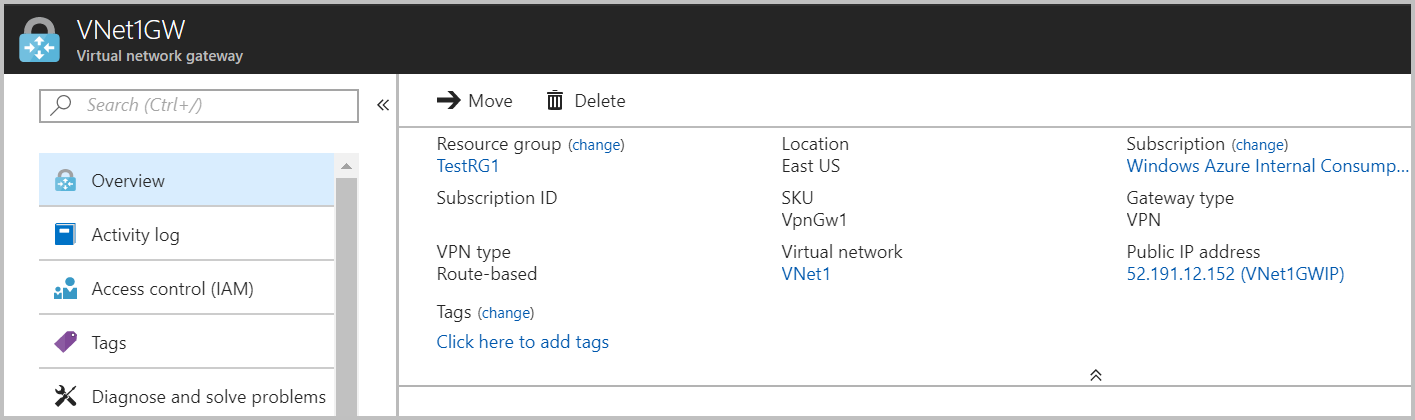 VNet1GW
Virtual network gateway
Search (Ctrl+/)
«
Overview
Activity log
Access control (IAM)
Tags
Diagnose and solve problems
Move Delete
Resource group (change)
TestRG1
Location
East US
Subscription (change)
Windows Azure Internal Consump...
Subscription ID
SKU
VpnGw1
Gateway type
VPN
VPN type
Route-based
Virtual network
VNet1
Public IP address
52.191.12.152 (VNet1GWIP)
Tags (change)
Click here to add tags